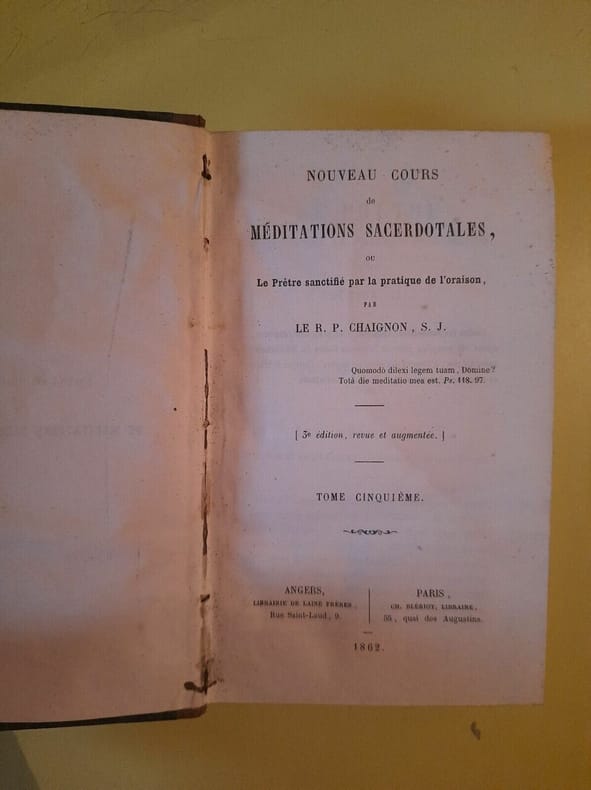 NOUVEAU COURS
de
MÉDITATIONS SACERDOTALES,
OU
Le Prêtre sanctifié par la pratique de l'oraison,
PAR
LE R. P. CHAIGNON, S. J.
Quomodò dilexi legem tuam, Domine?
Totâ die meditatio mea est. Ps. 118. 97.
[ 3e édition, revue et augmentée. ]
TOME CINQUIÈME.
ANGERS,
LIBRAIRIE DE LAINÉ FRÈRES,
Rue Saint-Laud, 9.
PARIS,
CH. BLÉRIOT, LIBRAIRE,
55, quai des Augustins.
1862.